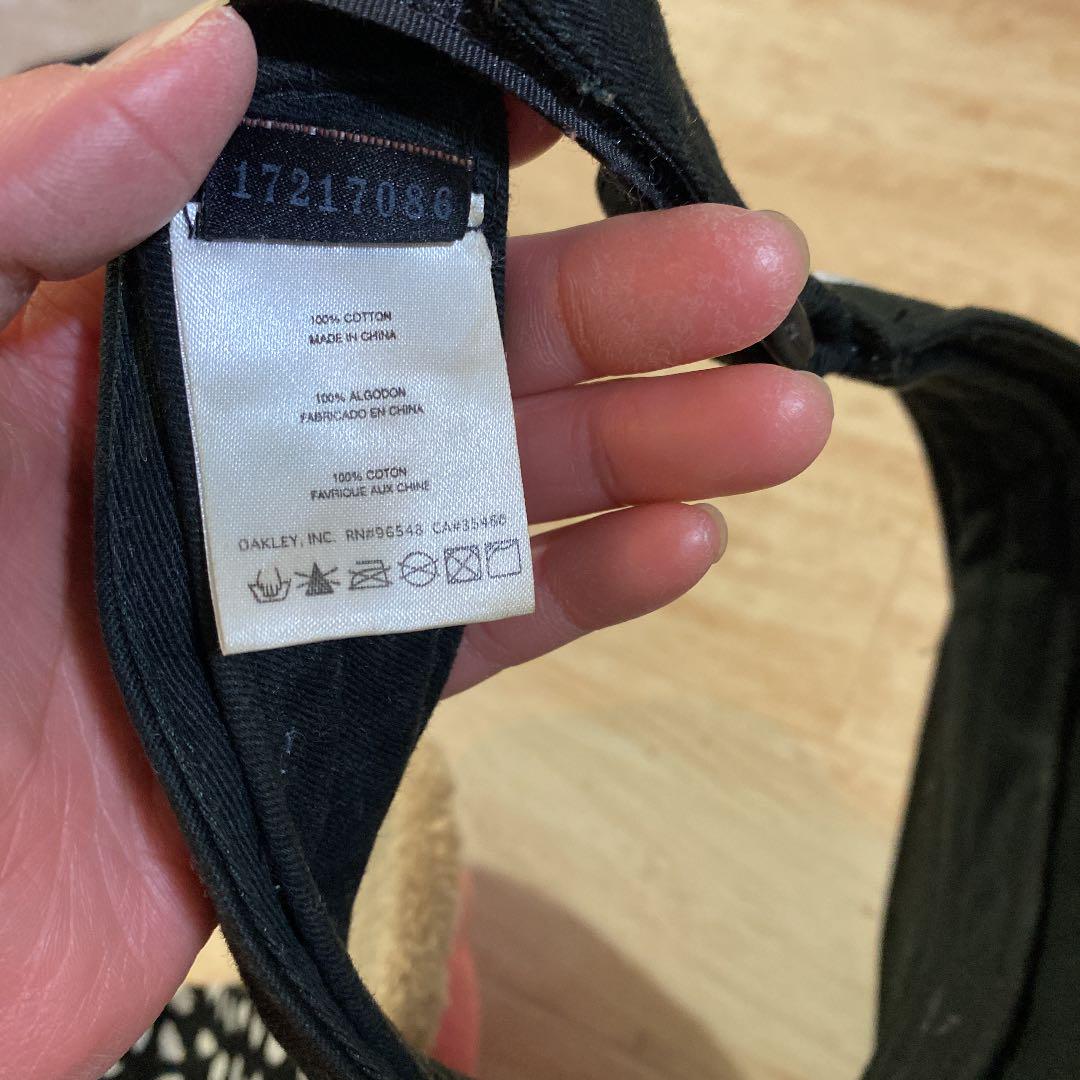 17217086
100% COTTON
MADE IN CHINA
100% ALGODON
FABRICADO EN CHINA
100% COTON
FAVRIQUE AUX CHINE
OAKLEY, INC. RN#96548 CA#35466